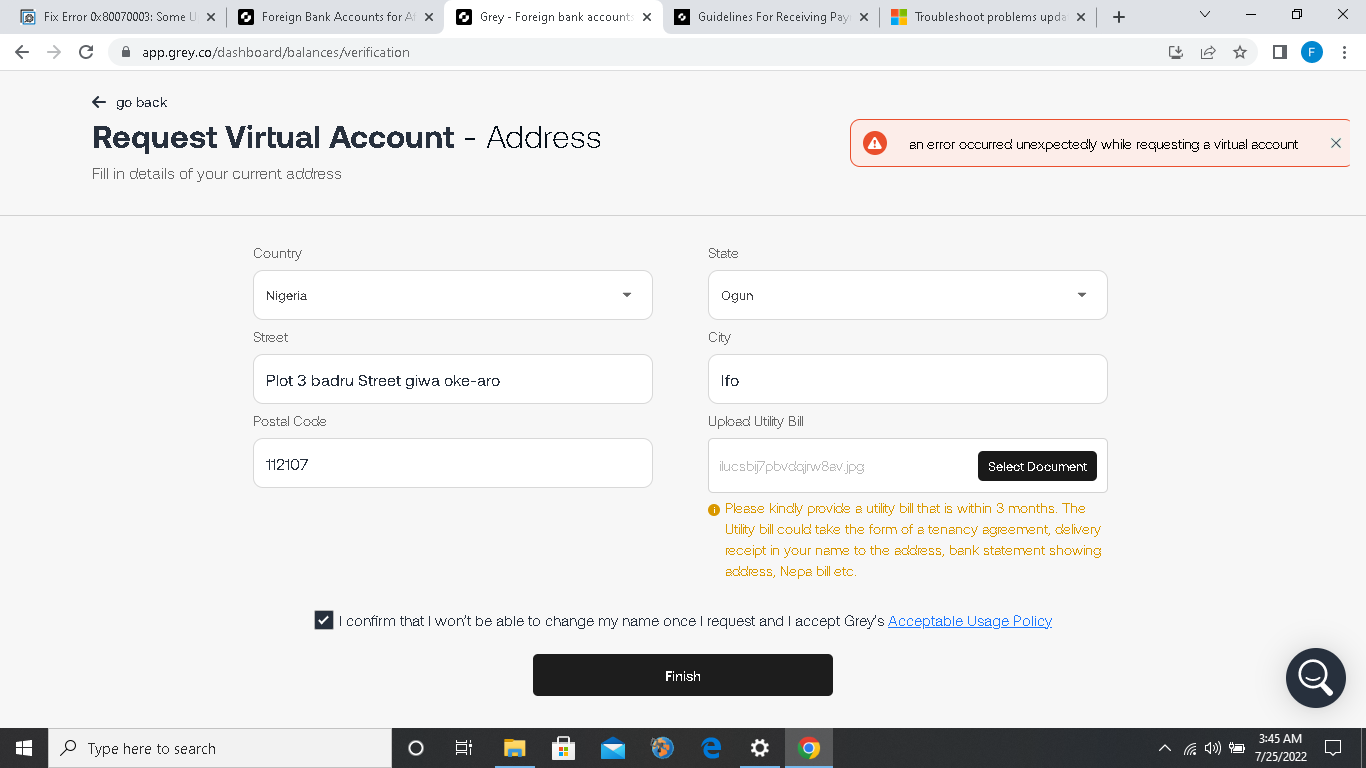 Fix Error 0x80070003: Some U
Foreign Bank Accounts for Af
Grey - Foreign bank accounts
Guidelines For Receiving Pay
Troubleshoot problems upda
app.grey.co/dashboard/balances/verification
F
go back
Request Virtual Account - Address
Fill in details of your current address
an error occurred unexpectedly while requesting a virtual account
Country
State
Nigeria
Ogun
Street
City
Plot 3 badru Street giwa oke-aro
Ifo
Postal Code
Upload Utility Bill
112107
ilucsbij7pbvdqjrw8av.jpg
Select Document
Please kindly provide a utility bill that is within 3 months. The
Utility bill could take the form of a tenancy agreement, delivery
receipt in your name to the address, bank statement showing
address, Nepa bill etc.
I confirm that I won't be able to change my name once I request and I accept Grey's Acceptable Usage Policy
Finish
Type here to search
3:45 AM
7/25/2022